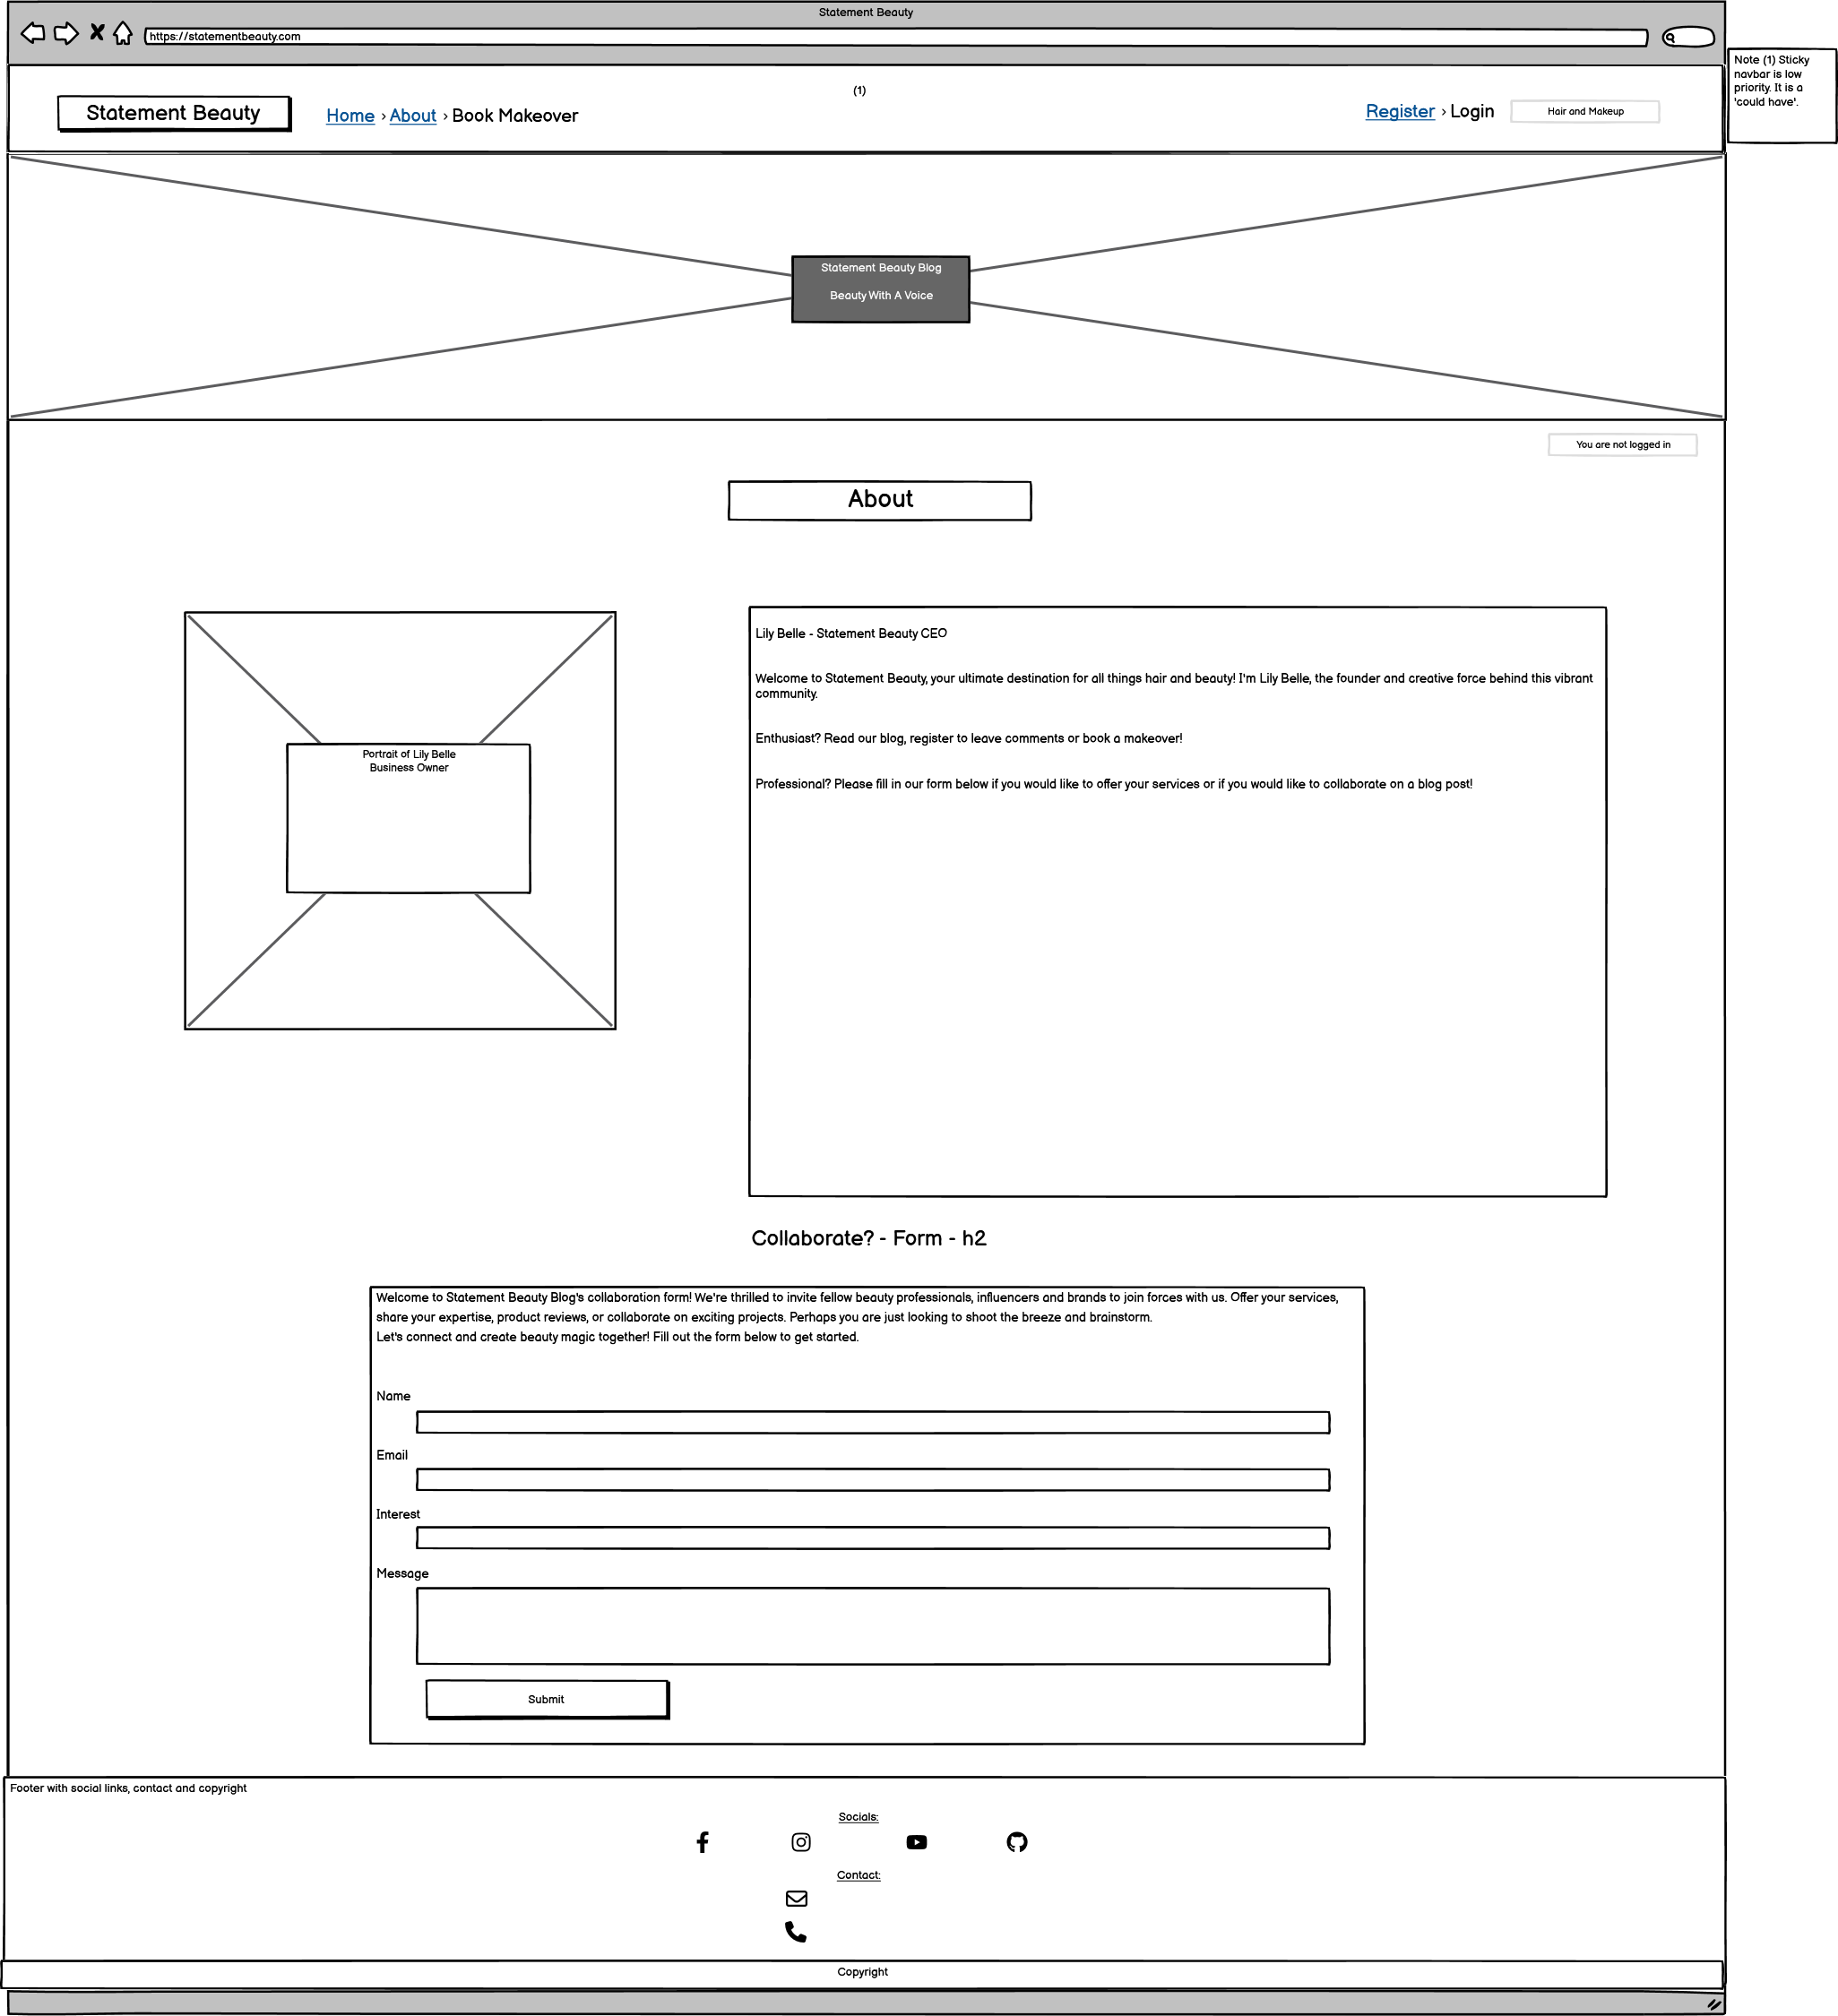 Statement Beauty
https://statementbeauty.com
Note (1) Sticky
navbar is low
priority. It is a
'could have'.
(1)
Statement Beauty
Home › About › Book Makeover
Register › Login
Hair and Makeup
Statement Beauty Blog
Beauty With A Voice
You are not logged in
About
Portrait of Lily Belle
Business Owner
Lily Belle - Statement Beauty CEO
Welcome to Statement Beauty, your ultimate destination for all things hair and beauty! I'm Lily Belle, the founder and creative force behind this vibrant
community.
Enthusiast? Read our blog, register to leave comments or book a makeover!
Professional? Please fill in our form below if you would like to offer your services or if you would like to collaborate on a blog post!
Collaborate? - Form - h2
Welcome to Statement Beauty Blog's collaboration form! We're thrilled to invite fellow beauty professionals, influencers and brands to join forces with us. Offer your services,
share your expertise, product reviews, or collaborate on exciting projects. Perhaps you are just looking to shoot the breeze and brainstorm.
Let's connect and create beauty magic together! Fill out the form below to get started.
Name
Email
Interest
Message
Submit
Footer with social links, contact and copyright
Socials:
Contact:
Copyright